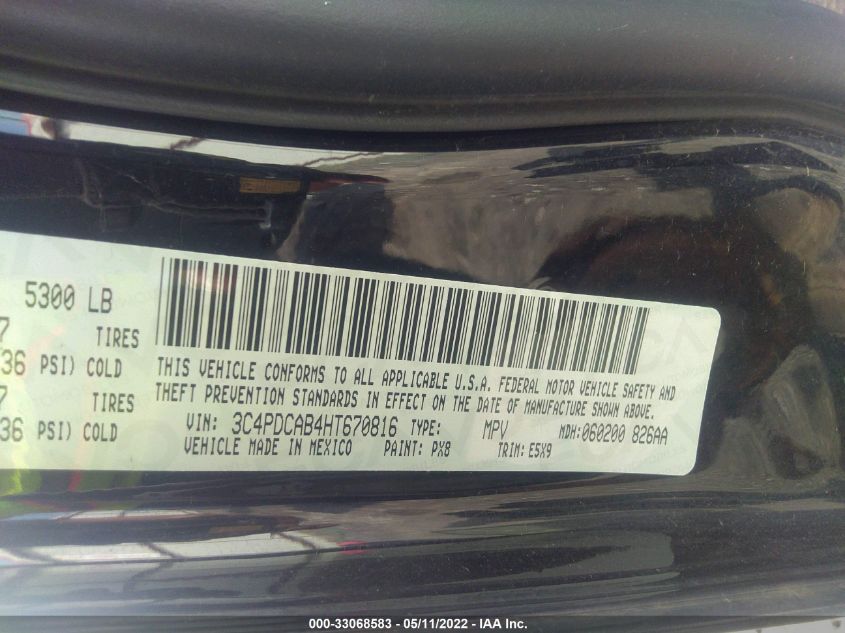 5300 LB
7 TIRES
36 PSI) COLD
7 TIRES
36 PSI) COLD
THIS VEHICLE CONFORMS TO ALL APPLICABLE U.S.A. FEDERAL MOTOR VEHICLE SAFETY AND
THEFT PREVENTION STANDARDS IN EFFECT ON THE DATE OF MANUFACTURE SHOWN ABOVE.
VIN: 3C4PDCAB4HT670816 TYPE: MPV MDH:060200 826AA
VEHICLE MADE IN MEXICO PAINT: PX8 TRIM: E5X9
000-33068583 - 05/11/2022 - IAA Inc.